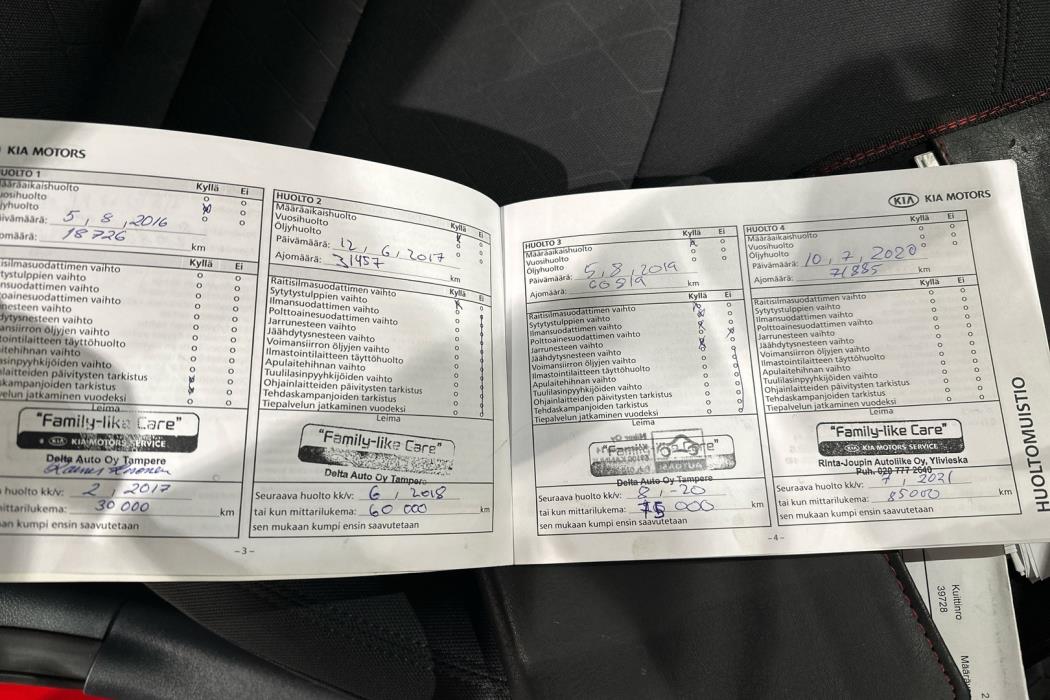 KIA MOTORS
HUOLTO 1
Määräaikaishuolto
Vuosihuolto
Öljyhuolto
Kyllä Ei
Päivämäärä: 5, 8, 2016
Ajomäärä: 18726 km
Raitisilmasuodattimen vaihto
Sytytystulppien vaihto
Ilmansuodattimen vaihto
Polttoainesuodattimen vaihto
Jarrunesteen vaihto
Jäähdytysnesteen vaihto
Voimansiirron öljyjen vaihto
Ilmastointilaitteen täyttöhuolto
Apulaitehihnan vaihto
Tuulilasinpyyhkijöiden vaihto
Ohjainlaitteiden päivitysten tarkistus
Tehdaskampanjoiden tarkistus
Tiepalvelun jatkaminen vuodeksi
Kyllä Ei
Leima
"Family-like Care"
KIA MOTORS SERVICE
Delta Auto Oy Tampere
Seuraava huolto kk/v: 2, 2017
tai kun mittarilukema: 30 000 km
sen mukaan kumpi ensin saavutetaan
HUOLTO 2
Määräaikaishuolto
Vuosihuolto
Öljyhuolto
Kyllä Ei
Päivämäärä: 12, 6, 2017
Ajomäärä: 31457 km
Raitisilmasuodattimen vaihto
Sytytystulppien vaihto
Ilmansuodattimen vaihto
Polttoainesuodattimen vaihto
Jarrunesteen vaihto
Jäähdytysnesteen vaihto
Voimansiirron öljyjen vaihto
Ilmastointilaitteen täyttöhuolto
Apulaitehihnan vaihto
Tuulilasinpyyhkijöiden vaihto
Ohjainlaitteiden päivitysten tarkistus
Tehdaskampanjoiden tarkistus
Tiepalvelun jatkaminen vuodeksi
Kyllä Ei
Leima
"Family-like Care"
Delta Auto Oy Tampere
Seuraava huolto kk/v: 6, 2018
tai kun mittarilukema: 60 000 km
sen mukaan kumpi ensin saavutetaan
-3-
KIA KIA MOTORS
HUOLTO 3
Määräaikaishuolto
Vuosihuolto
Öljyhuolto
Kyllä Ei
Päivämäärä: 5, 8, 2019
Ajomäärä: km
Raitisilmasuodattimen vaihto
Sytytystulppien vaihto
Ilmansuodattimen vaihto
Polttoainesuodattimen vaihto
Jarrunesteen vaihto
Jäähdytysnesteen vaihto
Voimansiirron öljyjen vaihto
Ilmastointilaitteen täyttöhuolto
Apulaitehihnan vaihto
Tuulilasinpyyhkijöiden vaihto
Ohjainlaitteiden päivitysten tarkistus
Tehdaskampanjoiden tarkistus
Tiepalvelun jatkaminen vuodeksi
Kyllä Ei
Leima
Delta Auto Oy Tampere
Seuraava huolto kk/v: 8, -20
tai kun mittarilukema: 75 000 km
sen mukaan kumpi ensin saavutetaan
HUOLTO 4
Määräaikaishuolto
Vuosihuolto
Öljyhuolto
Kyllä Ei
Päivämäärä: 10, 7, 2020
Ajomäärä: 71885 km
Raitisilmasuodattimen vaihto
Sytytystulppien vaihto
Ilmansuodattimen vaihto
Polttoainesuodattimen vaihto
Jarrunesteen vaihto
Jäähdytysnesteen vaihto
Voimansiirron öljyjen vaihto
Ilmastointilaitteen täyttöhuolto
Apulaitehihnan vaihto
Tuulilasinpyyhkijöiden vaihto
Ohjainlaitteiden päivitysten tarkistus
Tehdaskampanjoiden tarkistus
Tiepalvelun jatkaminen vuodeksi
Kyllä Ei
Leima
"Family-like Care"
KIA KIA MOTORS SERVICE
Rinta-Joupin Autoliike Oy, Ylivieska
Puh. 020 777 2640
Seuraava huolto kk/v: 7, 2021
tai kun mittarilukema: 85000 km
sen mukaan kumpi ensin saavutetaan
-4-
HUOLTOMUISTIO
Kuittinro
39728